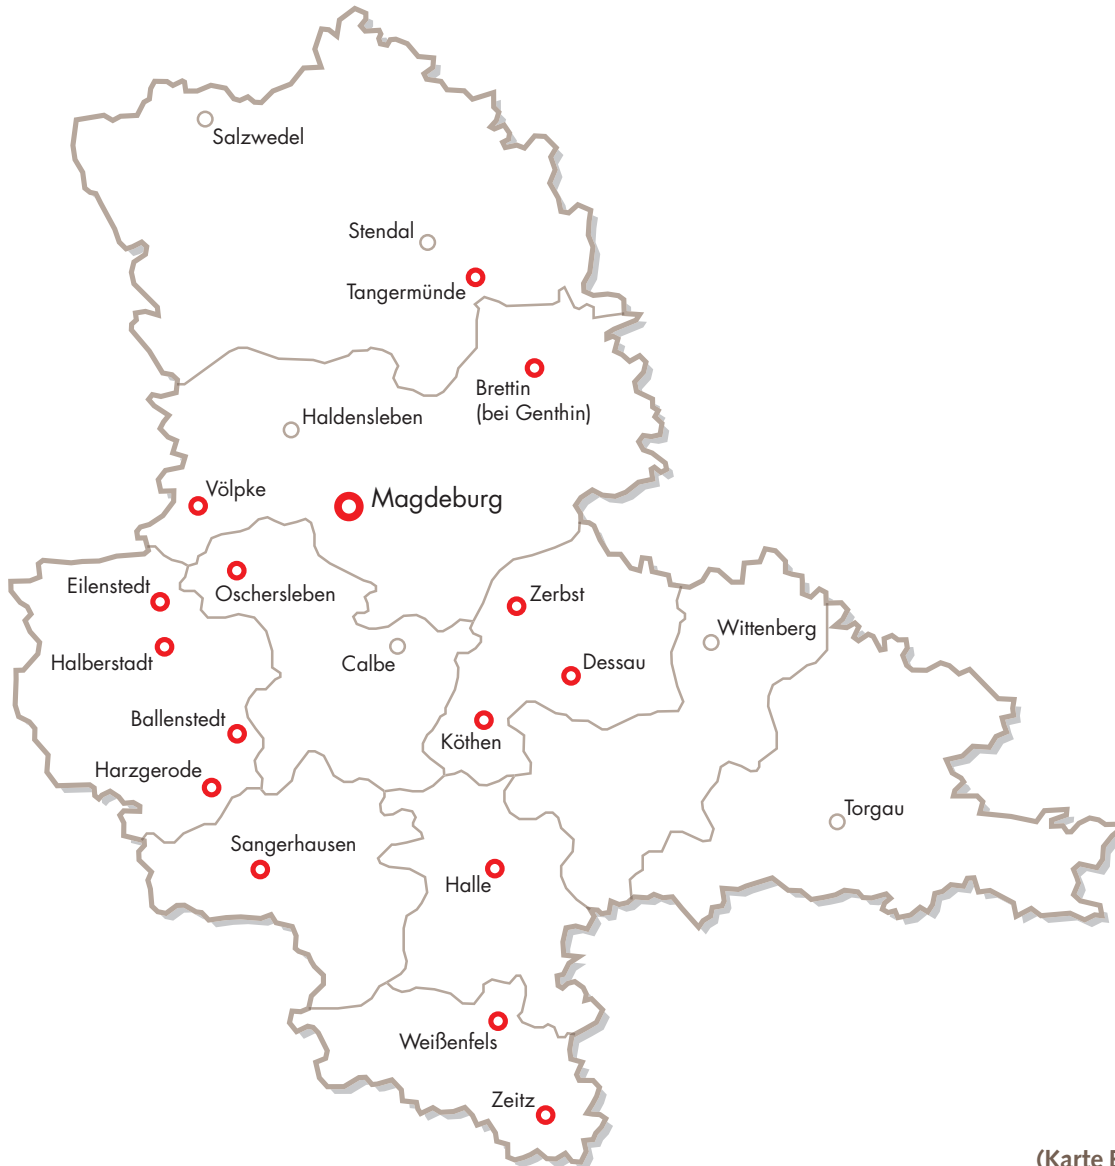 Salzwedel
Stendal
Tangermünde
Brettin
(bei Genthin)
Haldensleben
Völpke
Magdeburg
Eilenstedt
Oschersleben
Zerbst
Wittenberg
Halberstadt
Calbe
Dessau
Ballenstedt
Köthen
Harzgerode
Torgau
Sangerhausen
Halle
Weißenfels
Zeitz
(Karte